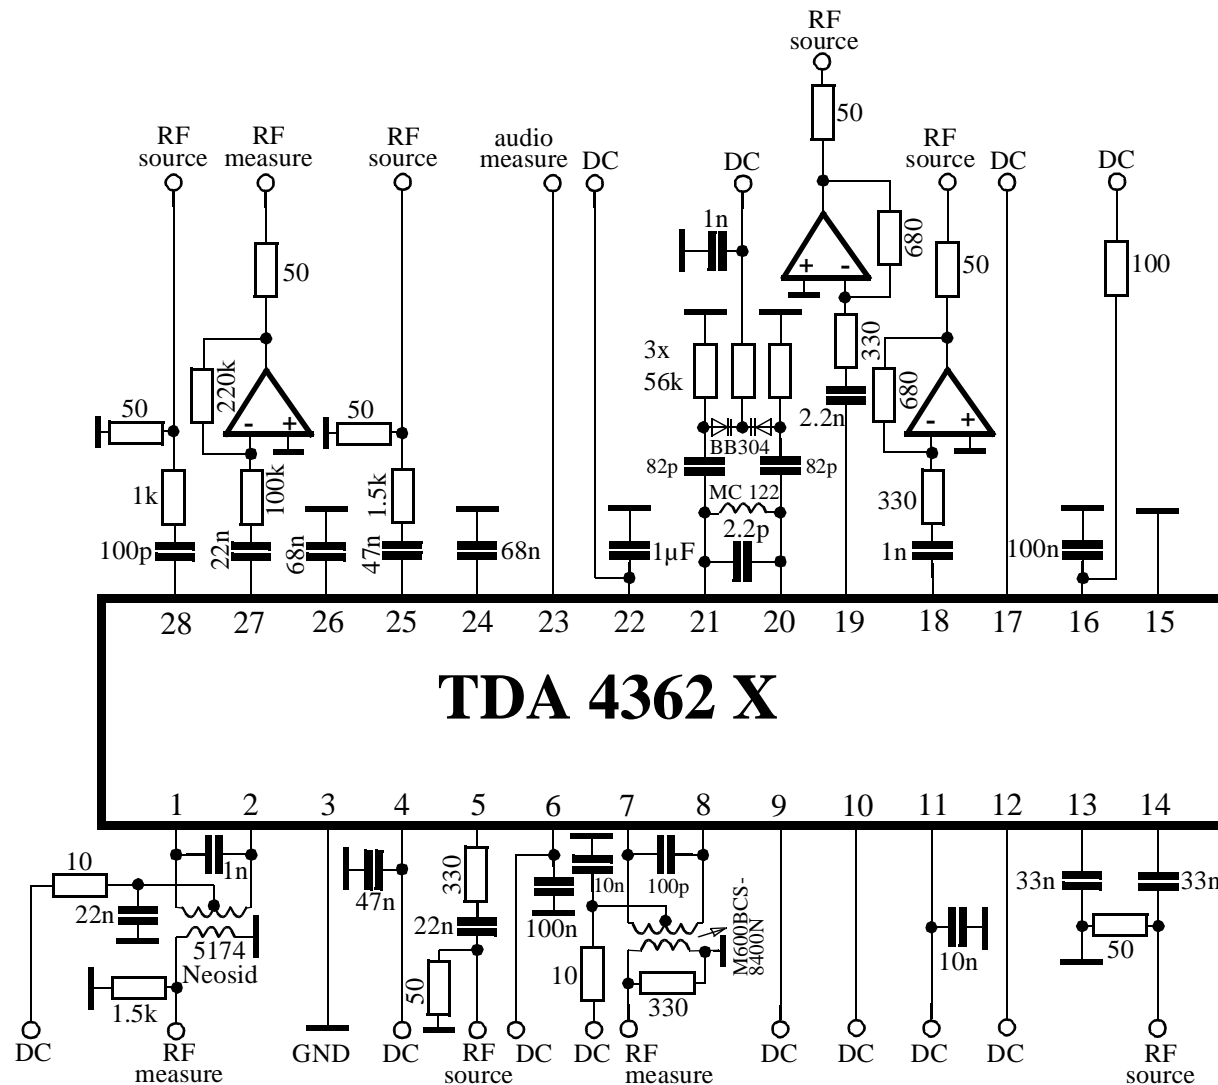 RF
source
50
RF
source
RF
measure
RF
source
audio
measure
DC
DC
RF
source
DC
DC
1n
680
50
+ -
50
100
3x
56k
330
220k
680
50
50
- +
2.2n
BB304
- +
82p
82p
1k
100k
1.5k
MC 122
330
2.2p
100p
22n
68n
47n
68n
1µF
1n
100n
28 27 26 25 24 23 22 21 20 19 18 17 16 15
TDA 4362 X
1 2 3 4 5 6 7 8 9 10 11 12 13 14
10
1n
47n
330
10n
100p
33n
33n
22n
22n
100n
M600BCS-
8400N
5174
Neosid
50
10
10n
50
1.5k
330
DC
RF
measure
GND
DC
RF
source
DC
DC
RF
measure
DC
DC
DC
DC
RF
source